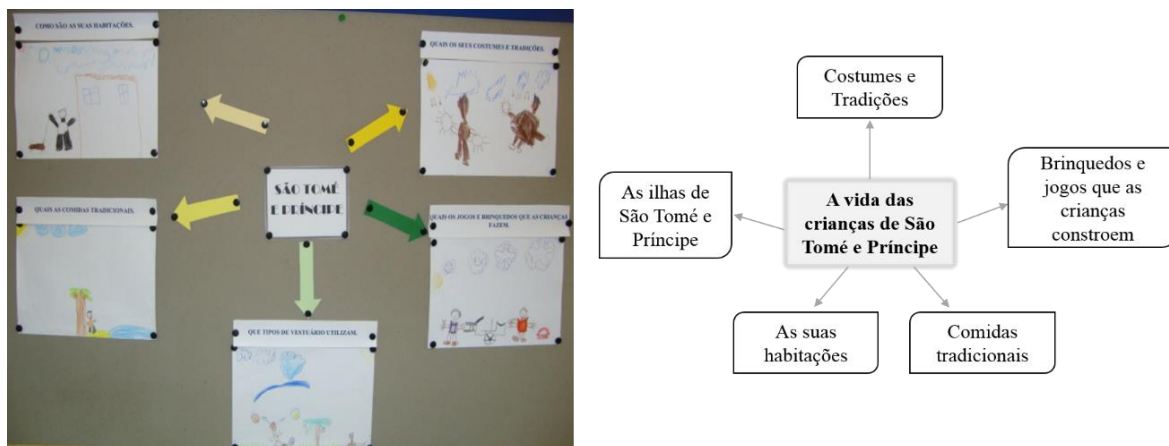 COMO SÃO AS SUAS HABITAÇÕES.
QUAIS OS SEUS COSTUMES E TRADIÇÕES.
SÃO TOMÉ
E PRÍNCIPE
QUAIS AS COMIDAS TRADICIONAIS.
QUAIS OS JOGOS E BRINQUEDOS QUE AS CRIANÇAS
FAZEM.
QUE TIPOS DE VESTUÁRIO UTILIZAM.
Costumes e
Tradições
As ilhas de
São Tomé e
Príncipe
A vida das
crianças de São
Tomé e Príncipe
Brinquedos e
jogos que as
crianças
constroem
As suas
habitações
Comidas
tradicionais